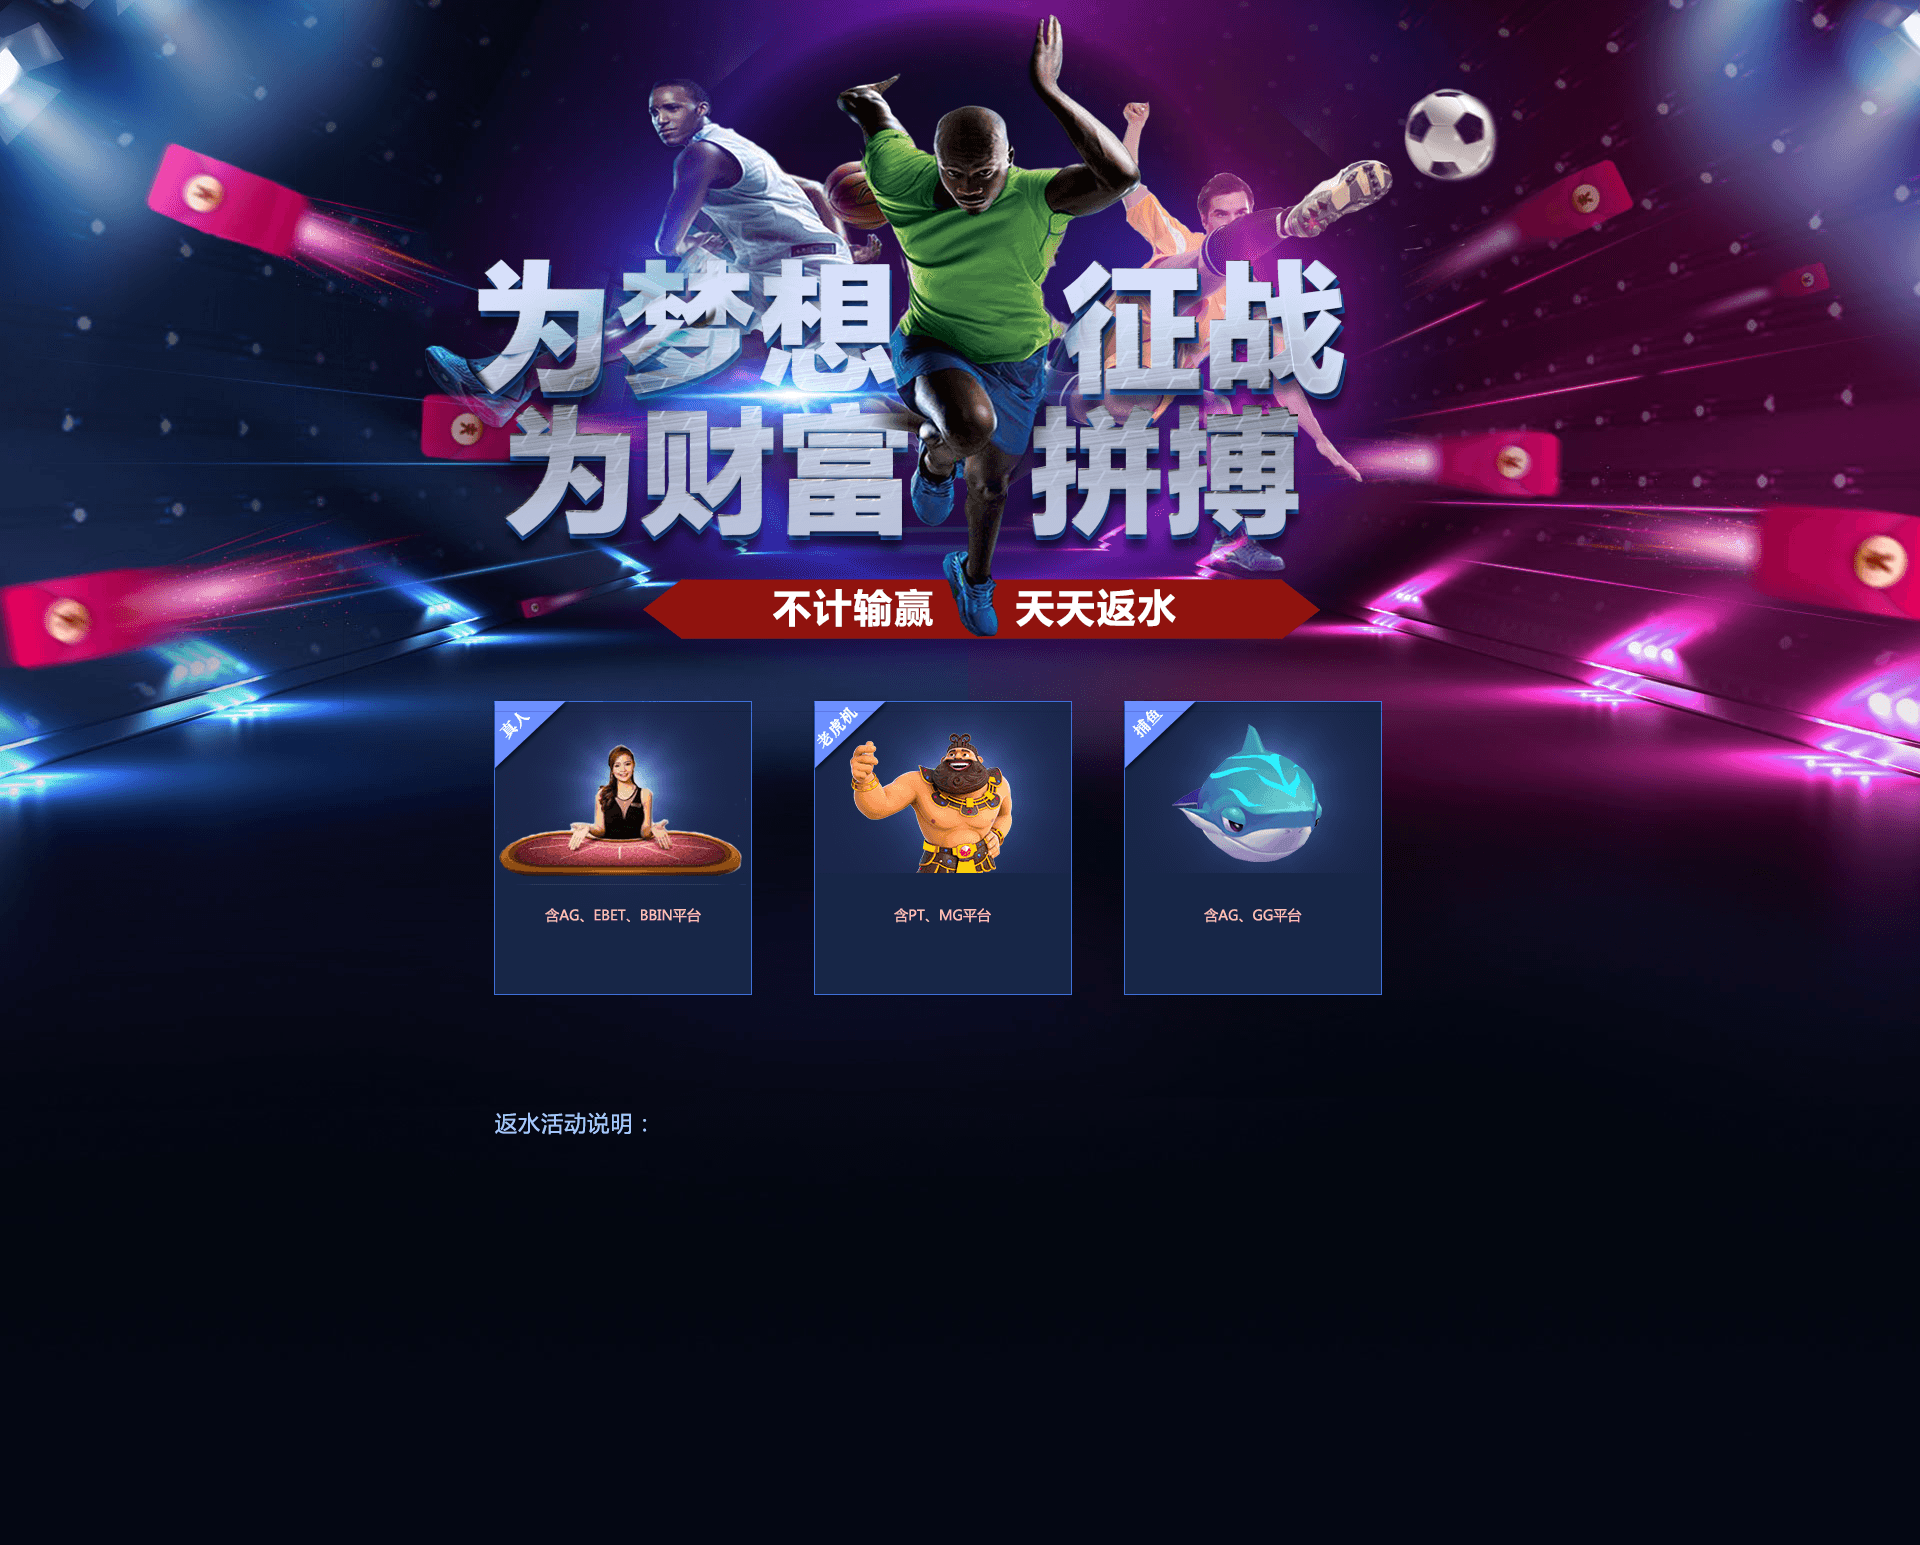 为梦想 征战
为财富 拼搏
不计输赢 天天返水
真人
老虎机
捕鱼
含AG、EBET、BBIN平台
含PT、MG平台
含AG、GG平台
返水活动说明：